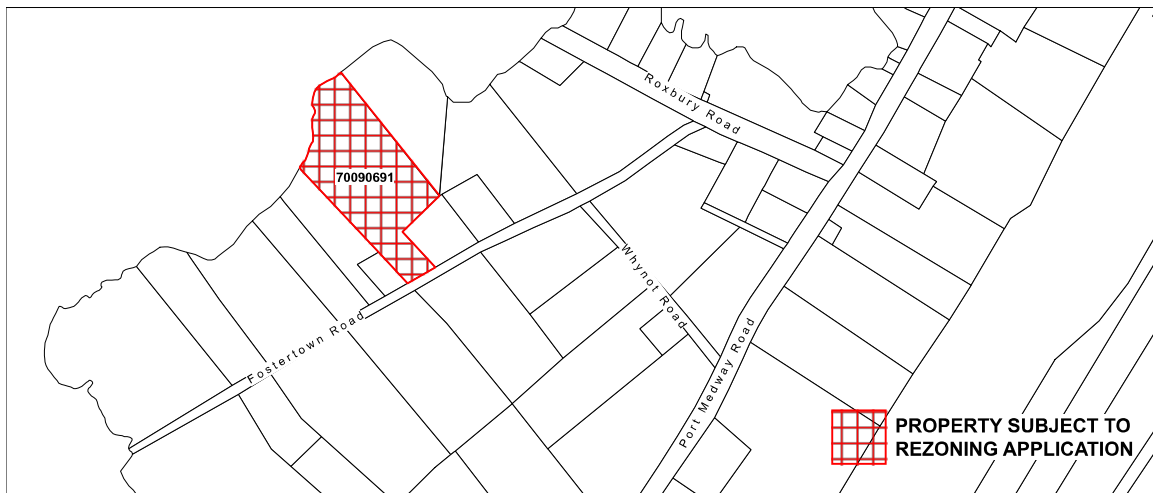 Roxbury Road
70090691
Whynot Road
Fostertown Road
Port Medway Road
PROPERTY SUBJECT TO
REZONING APPLICATION